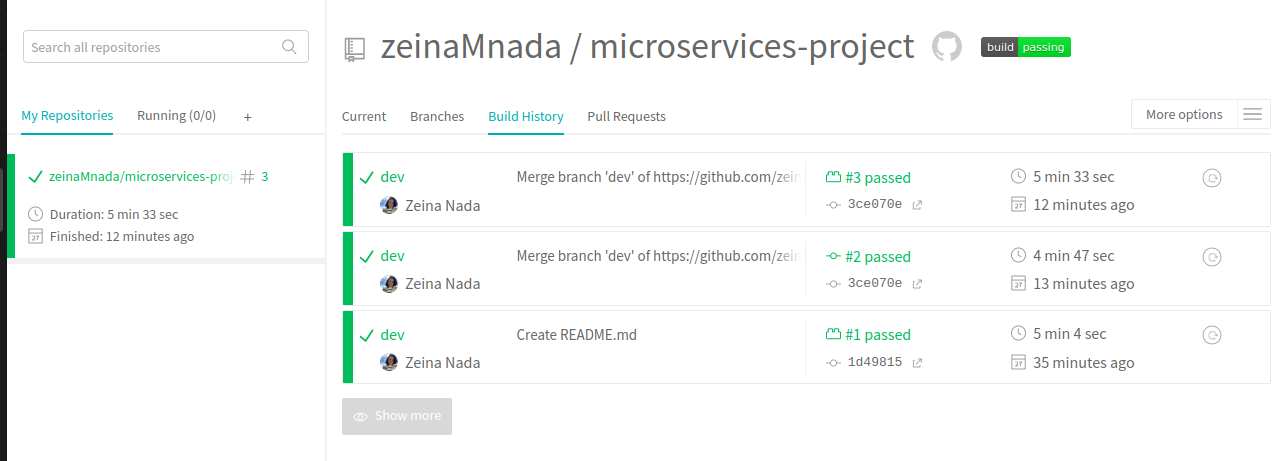 Search all repositories
My Repositories Running (0/0) +
zeinaMnada/microservices-proj # 3
Duration: 5 min 33 sec
Finished: 12 minutes ago
zeinaMnada / microservices-project build passing
Current Branches Build History Pull Requests More options
dev Merge branch 'dev' of https://github.com/zein #3 passed 5 min 33 sec
Zeina Nada 3ce070e 12 minutes ago
dev Merge branch 'dev' of https://github.com/zein #2 passed 4 min 47 sec
Zeina Nada 3ce070e 13 minutes ago
dev Create README.md #1 passed 5 min 4 sec
Zeina Nada 1d49815 35 minutes ago
Show more